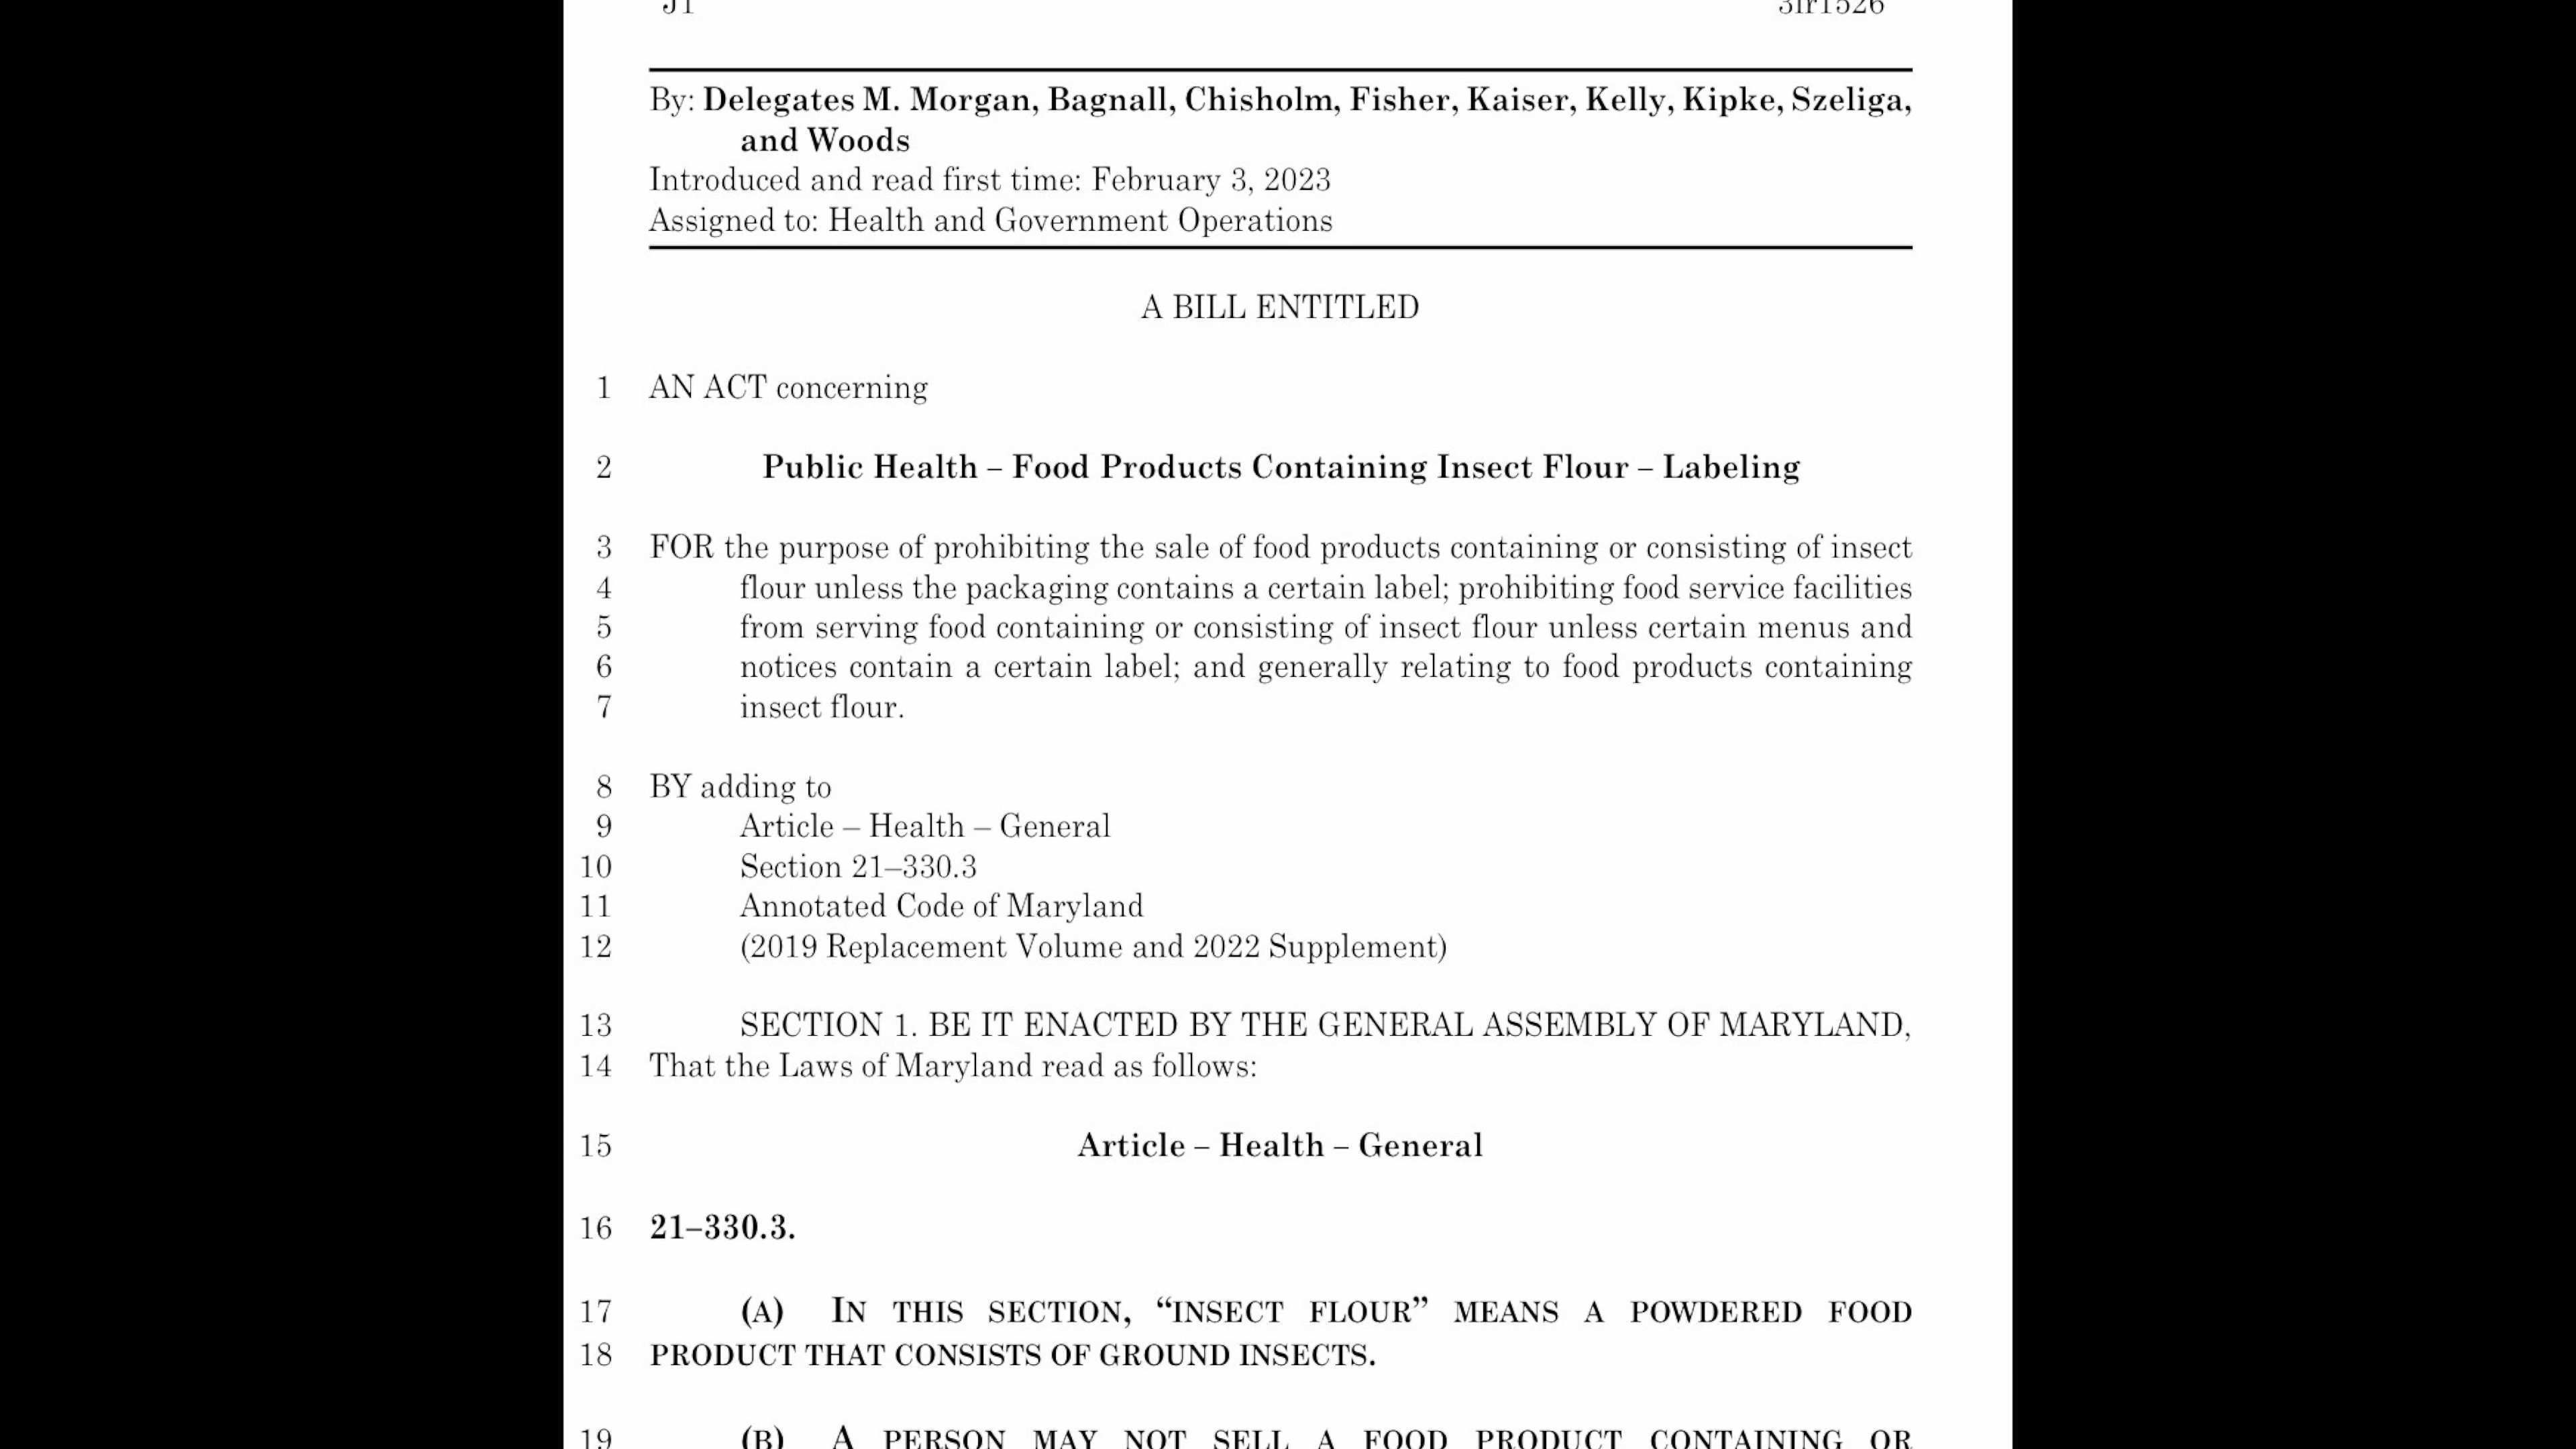 J1 3lr1526
By: Delegates M. Morgan, Bagnall, Chisholm, Fisher, Kaiser, Kelly, Kipke, Szeliga,
and Woods
Introduced and read first time: February 3, 2023
Assigned to: Health and Government Operations
A BILL ENTITLED
1 AN ACT concerning
2 Public Health – Food Products Containing Insect Flour – Labeling
3 FOR the purpose of prohibiting the sale of food products containing or consisting of insect
4 flour unless the packaging contains a certain label; prohibiting food service facilities
5 from serving food containing or consisting of insect flour unless certain menus and
6 notices contain a certain label; and generally relating to food products containing
7 insect flour.
8 BY adding to
9 Article – Health – General
10 Section 21–330.3
11 Annotated Code of Maryland
12 (2019 Replacement Volume and 2022 Supplement)
13 SECTION 1. BE IT ENACTED BY THE GENERAL ASSEMBLY OF MARYLAND,
14 That the Laws of Maryland read as follows:
15 Article – Health – General
16 21–330.3.
17 (A) IN THIS SECTION, “INSECT FLOUR” MEANS A POWDERED FOOD
18 PRODUCT THAT CONSISTS OF GROUND INSECTS.
19 (B) A PERSON MAY NOT SELL A FOOD PRODUCT CONTAINING OR